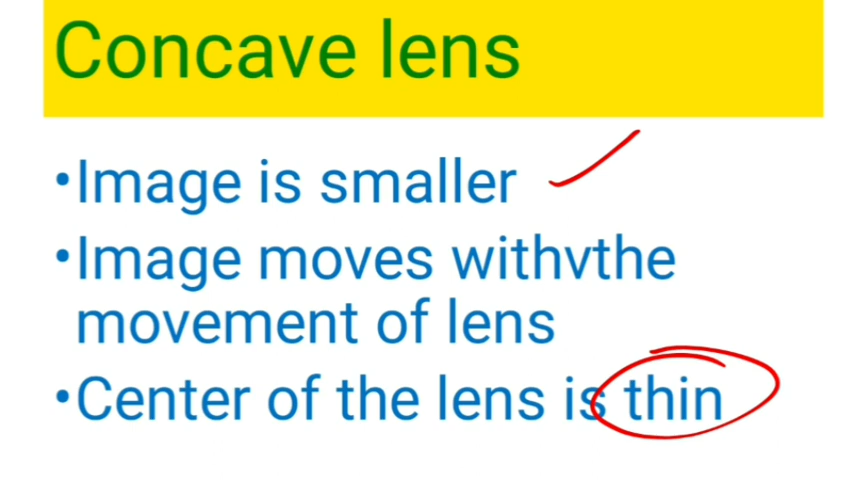 Concave lens
•Image is smaller
•Image moves withvthe
movement of lens
•Center of the lens is thin